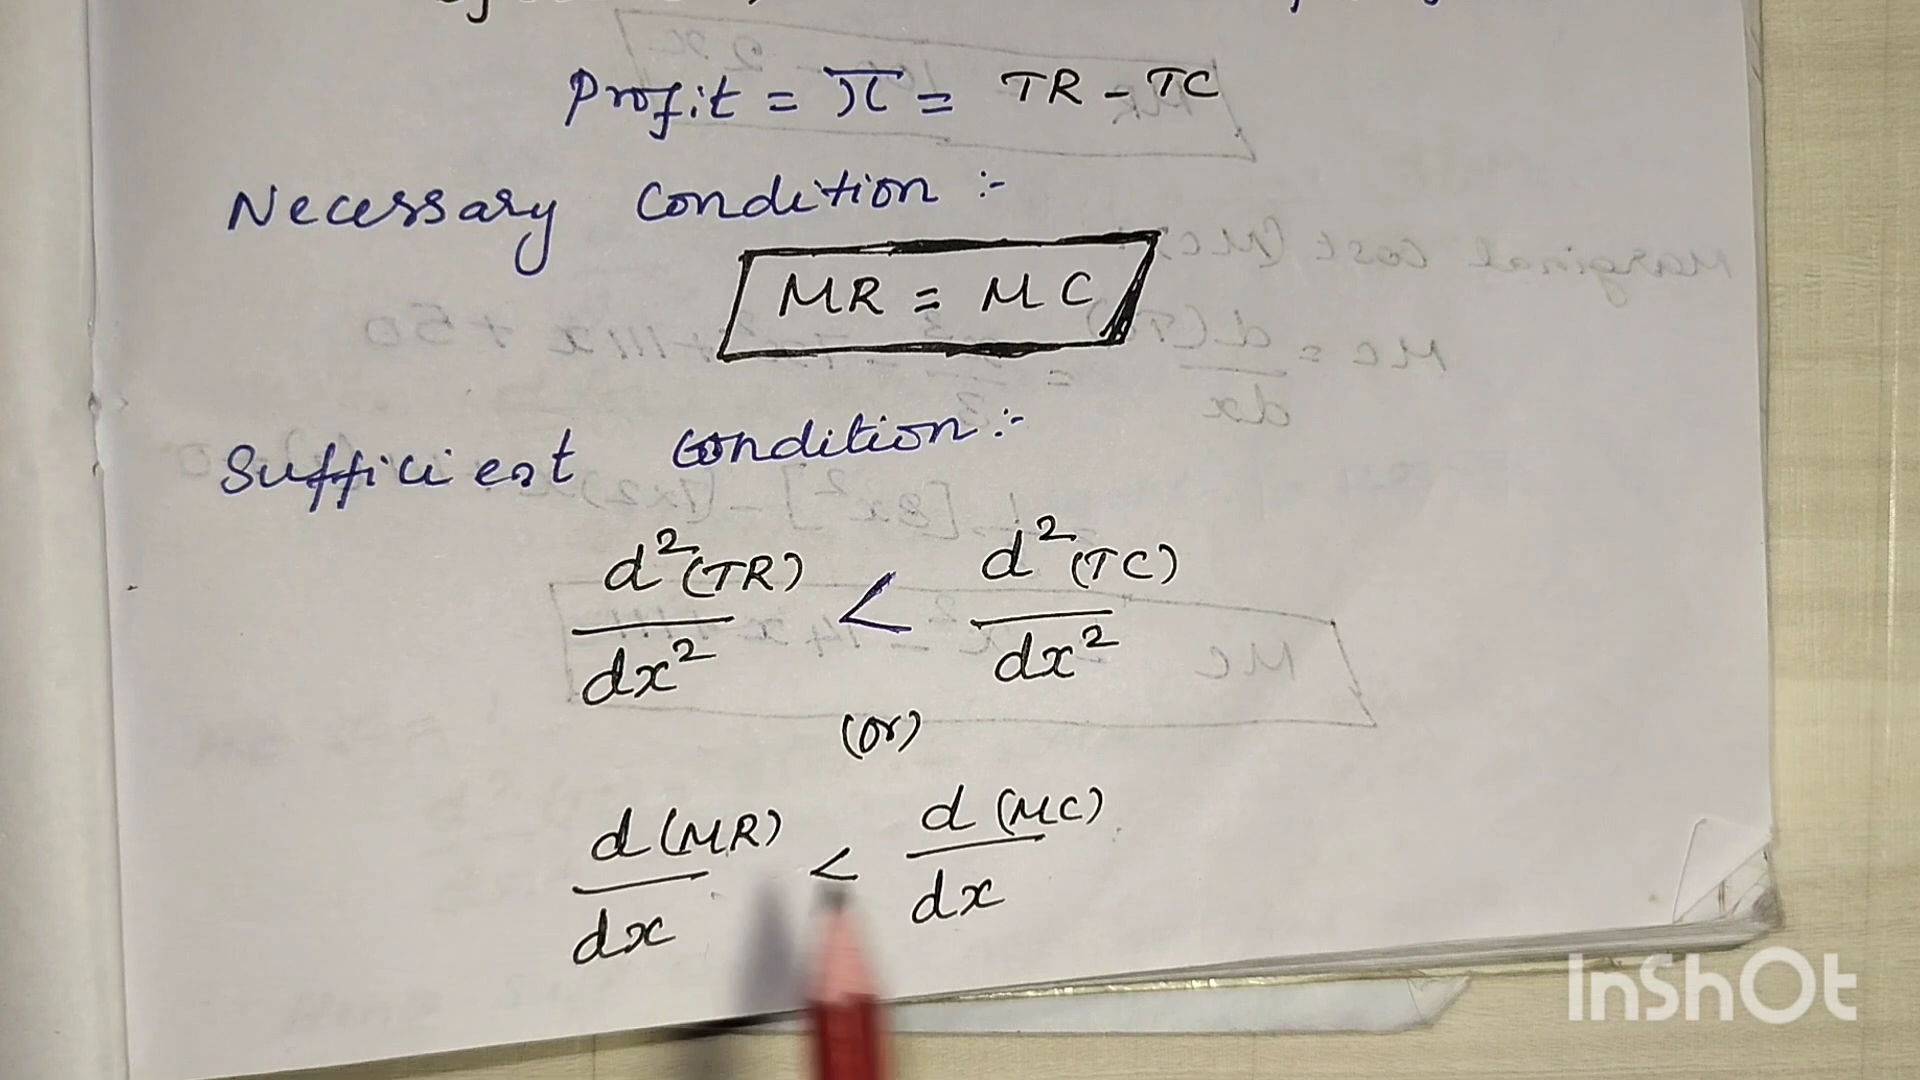 Profit = π = TR - TC
Necessary Condition :-
MR = MC
Sufficient Condition :-
d²(TR)/dx² < d²(TC)/dx²
(or)
d(MR)/dx < d(MC)/dx
InShOt